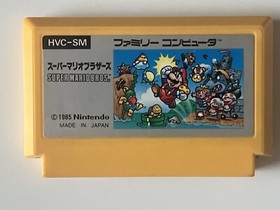 HVC-SM
ファミリー コンピュータ
スーパーマリオブラザーズ
SUPER MARIO BROS.
© 1985 Nintendo
MADE IN JAPAN